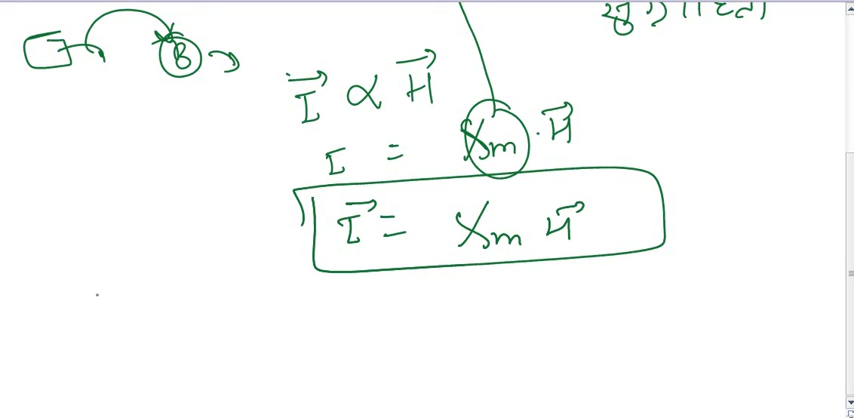 B
I⃗ ∝ H⃗
I = χm · H⃗
I⃗ = χm H⃗